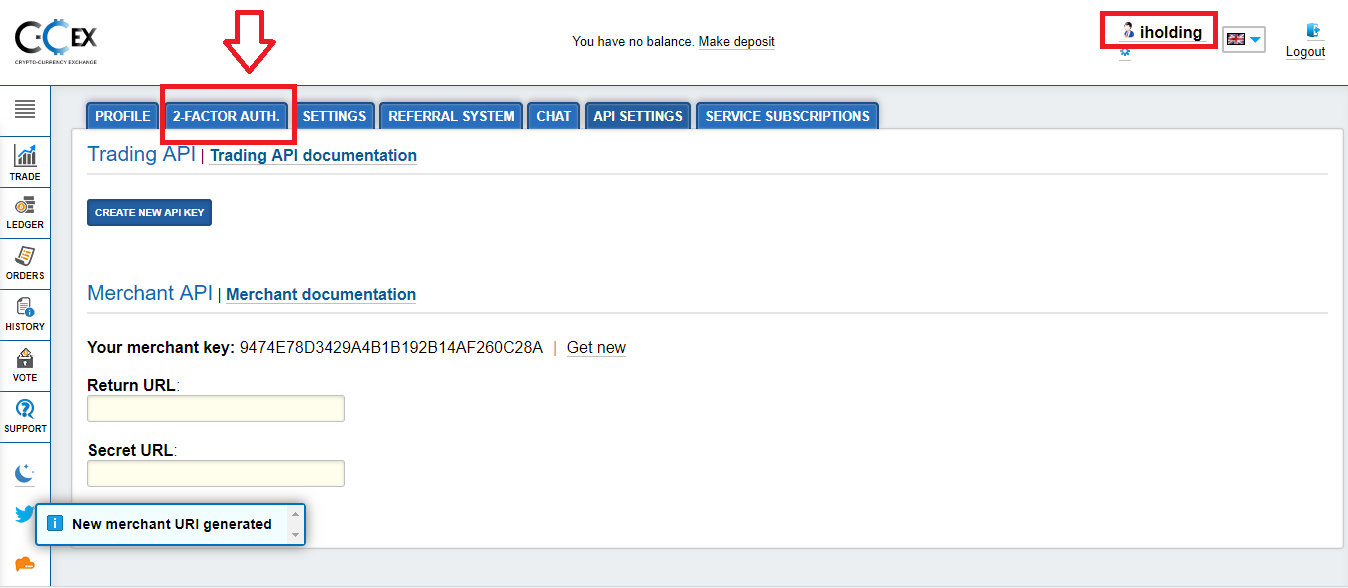 C-CEX
CRYPTO-CURRENCY EXCHANGE
You have no balance. Make deposit
iholding
Logout
PROFILE
2-FACTOR AUTH.
SETTINGS
REFERRAL SYSTEM
CHAT
API SETTINGS
SERVICE SUBSCRIPTIONS
TRADE
LEDGER
ORDERS
HISTORY
VOTE
SUPPORT
Trading API | Trading API documentation
CREATE NEW API KEY
Merchant API | Merchant documentation
Your merchant key: 9474E78D3429A4B1B192B14AF260C28A | Get new
Return URL:
Secret URL:
New merchant URI generated